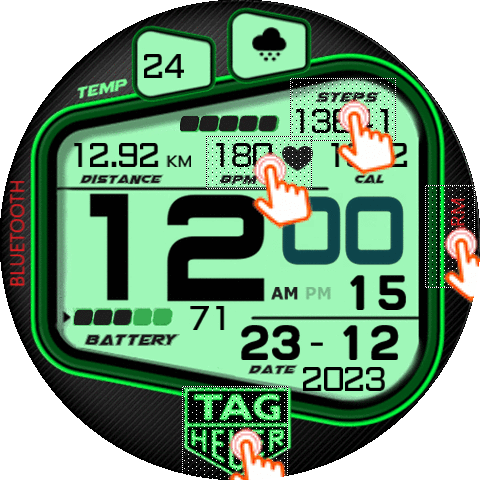 24
TEMP
STEPS
12.92 KM
180
DISTANCE
BPM
CAL
BLUETOOTH
12 00
AM PM
15
71
BATTERY
23 - 12
DATE
2023
TAG
HEUER